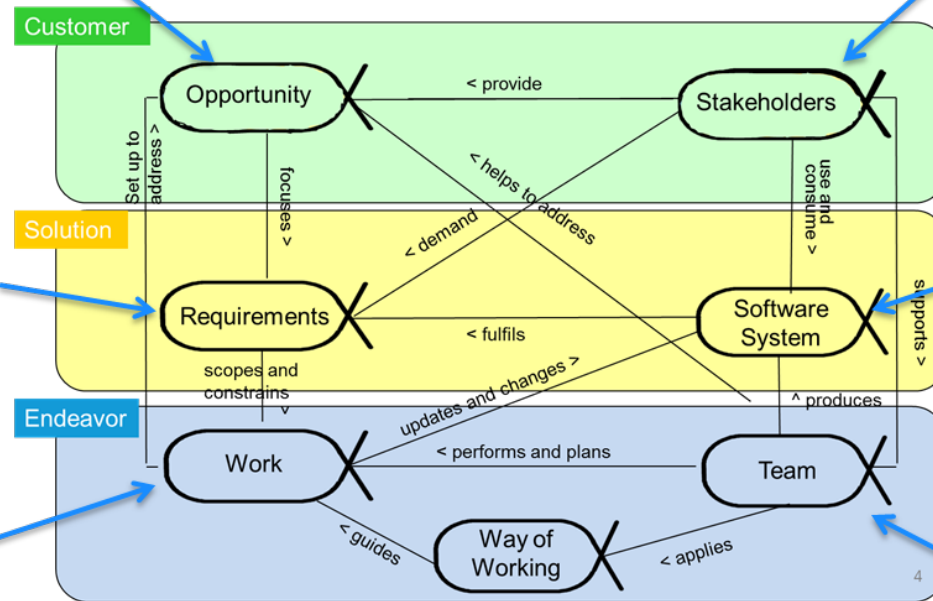 Customer
Opportunity
< provide
Stakeholders
Set up to
address >
focuses >
< helps to address
< demand
use and
consume >
Solution
Requirements
< fulfils
Software
System
supports >
scopes and
constrains
^
updates and changes >
^ produces
Endeavor
Work
< performs and plans
Team
< guides
Way of
Working
< applies
4